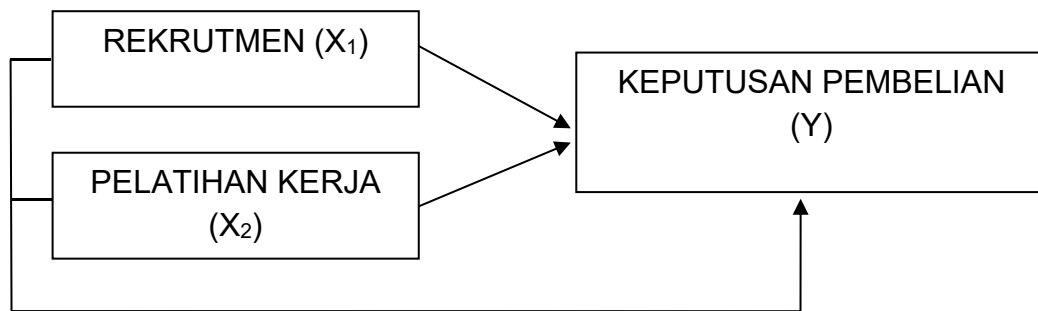 REKRUTMEN (X₁)
KEPUTUSAN PEMBELIAN
(Y)
PELATIHAN KERJA
(X₂)